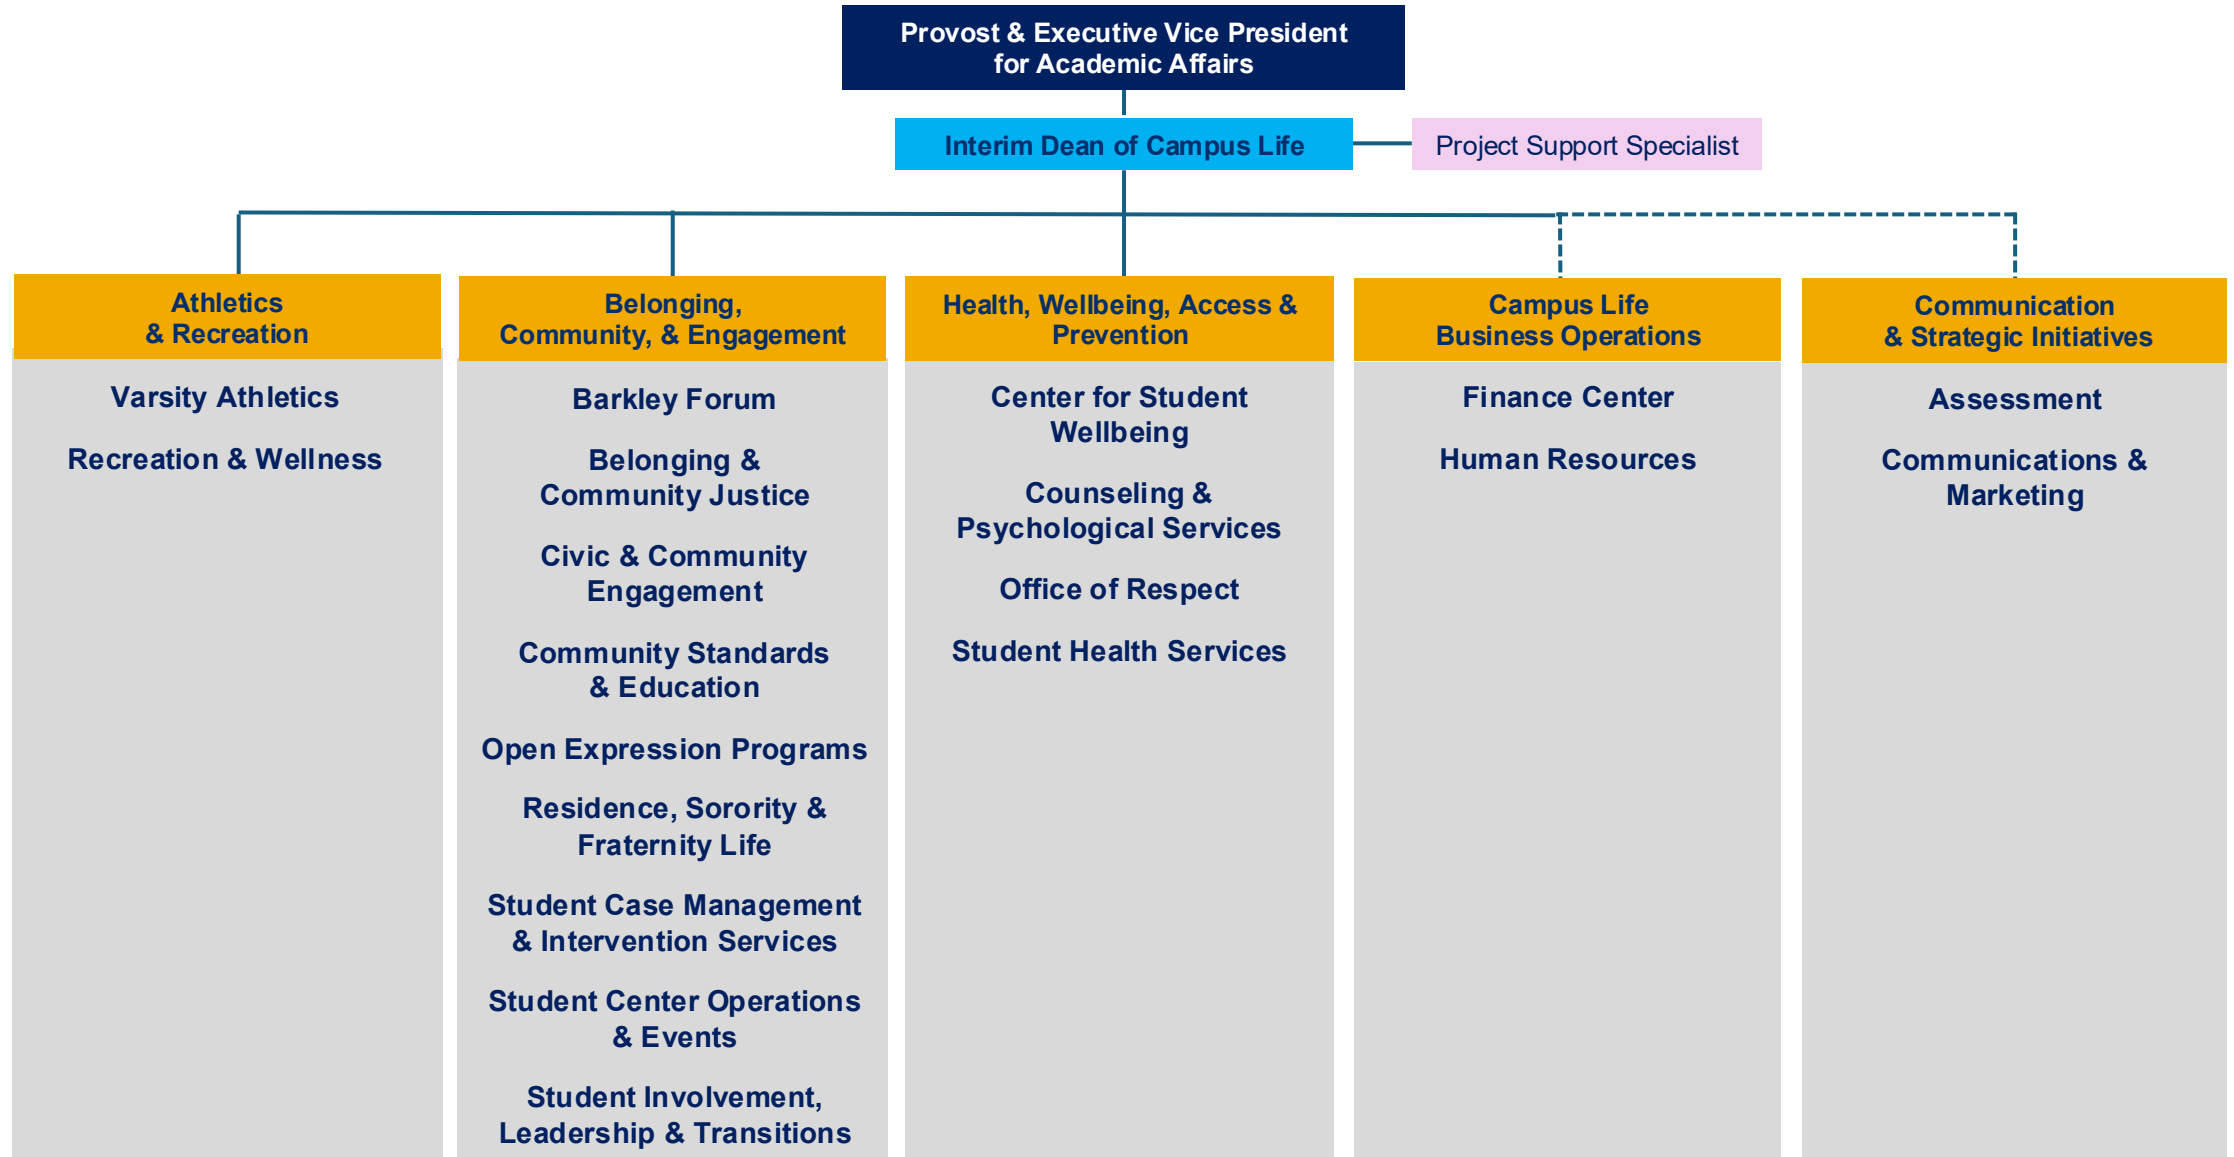 Provost & Executive Vice President
for Academic Affairs
Interim Dean of Campus Life
Project Support Specialist
Athletics
& Recreation
Varsity Athletics
Recreation & Wellness
Belonging,
Community, & Engagement
Barkley Forum
Belonging &
Community Justice
Civic & Community
Engagement
Community Standards
& Education
Open Expression Programs
Residence, Sorority &
Fraternity Life
Student Case Management
& Intervention Services
Student Center Operations
& Events
Student Involvement,
Leadership & Transitions
Health, Wellbeing, Access &
Prevention
Center for Student
Wellbeing
Counseling &
Psychological Services
Office of Respect
Student Health Services
Campus Life
Business Operations
Finance Center
Human Resources
Communication
& Strategic Initiatives
Assessment
Communications &
Marketing